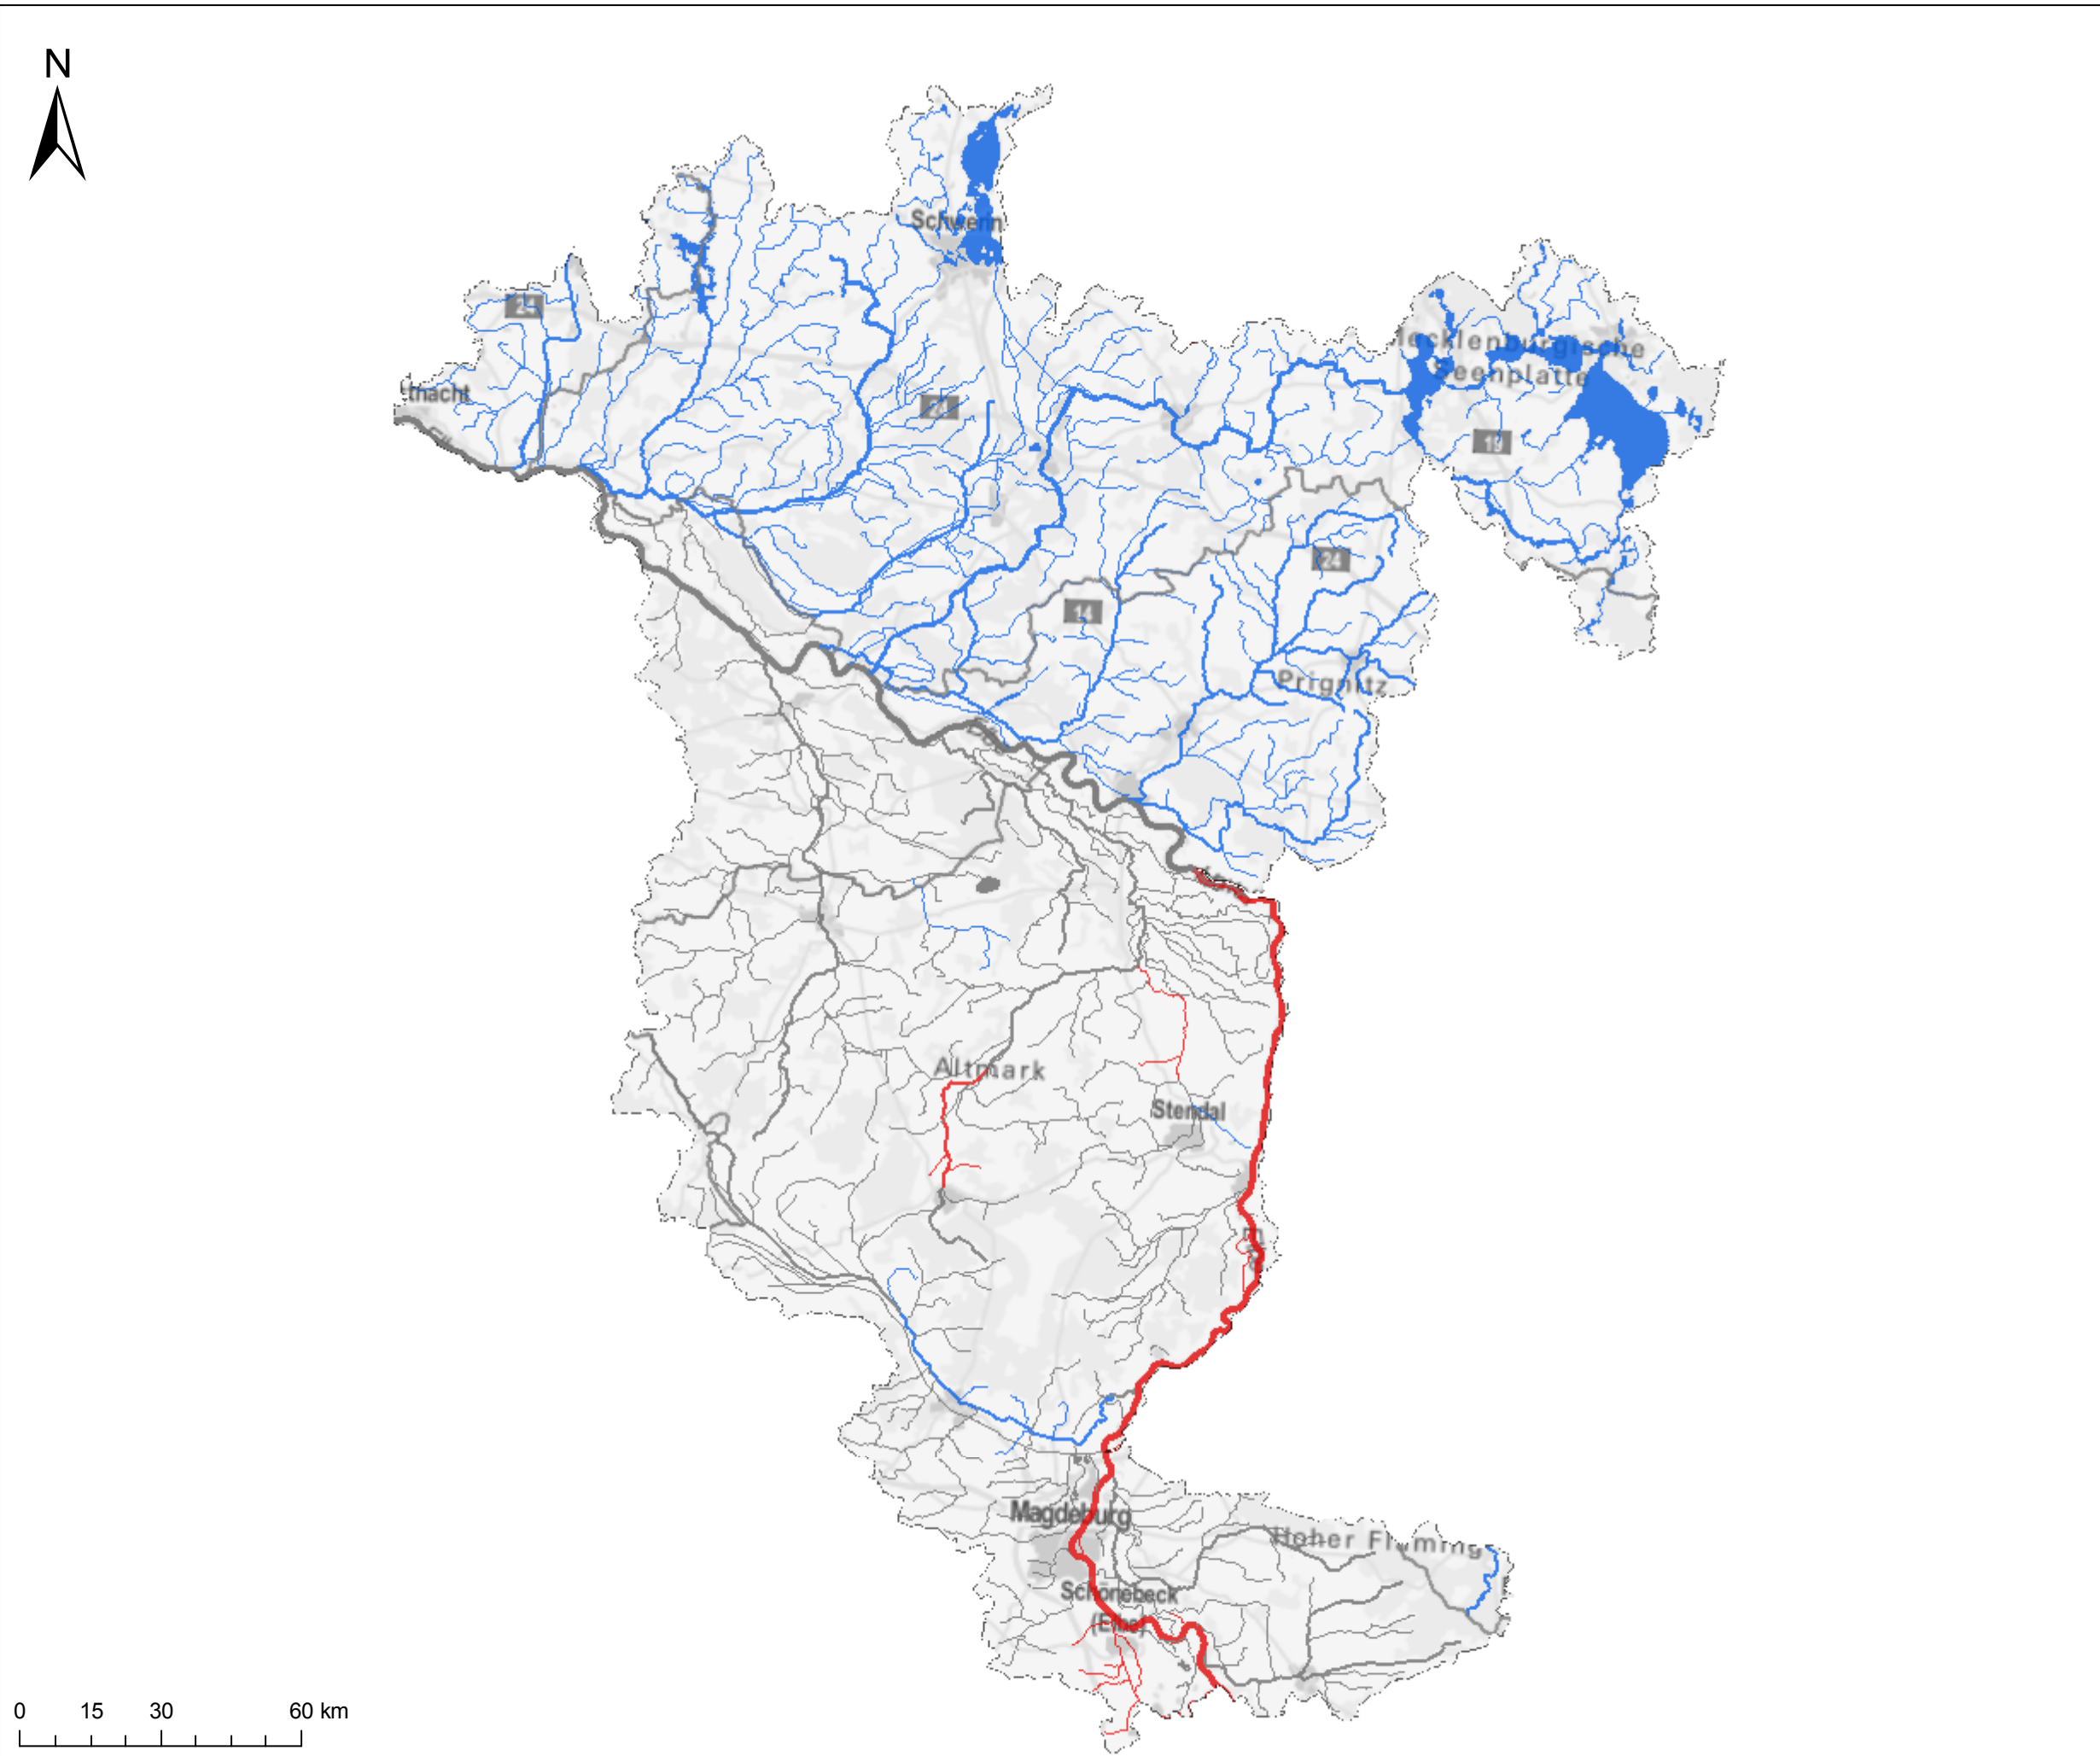 N
Schwerin
24
Mecklenburgische
Seenplatte
19
24
14
Prignitz
Altmark
Stendal
Magdeburg
Hoher Fläming
Schönebeck
(Elbe)
0 15 30 60 km